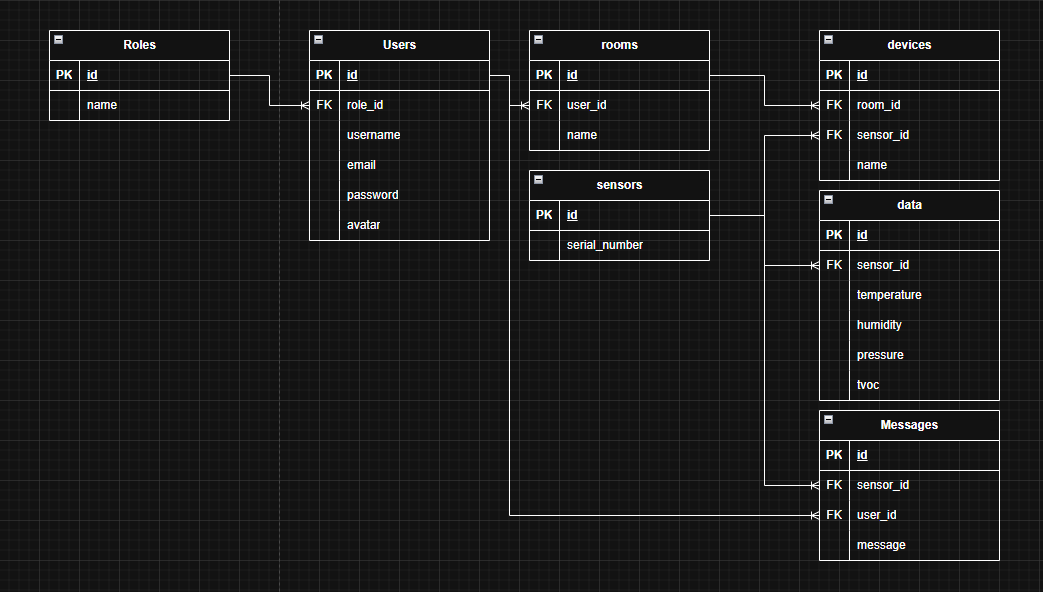 Roles
PK id
name
Users
PK id
FK role_id
username
email
password
avatar
rooms
PK id
FK user_id
name
sensors
PK id
serial_number
devices
PK id
FK room_id
FK sensor_id
name
data
PK id
FK sensor_id
temperature
humidity
pressure
tvoc
Messages
PK id
FK sensor_id
FK user_id
message